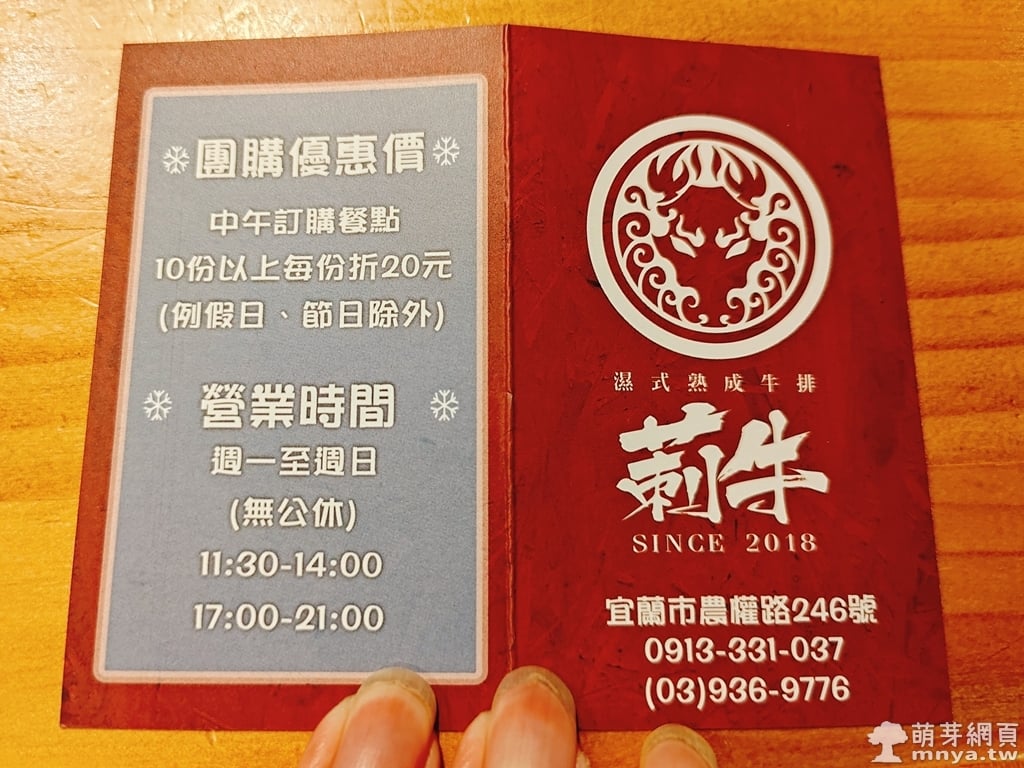 團購優惠價
中午訂購餐點
10份以上每份折20元
(例假日、節日除外)
營業時間
週一至週日
(無公休)
11:30-14:00
17:00-21:00
濕式熟成牛排
莿牛
SINCE 2018
宜蘭市農權路246號
0913-331-037
(03)936-9776
萌芽網頁
mnya.tw